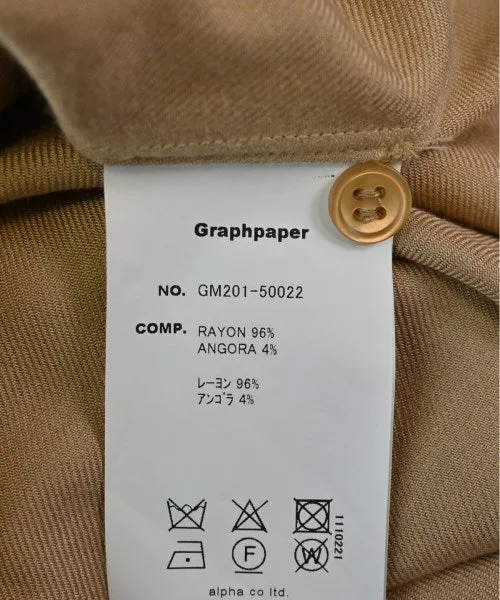 Graphpaper
NO. GM201-50022
COMP. RAYON 96%
ANGORA 4%
レーヨン 96%
アンゴラ 4%
1110221
F
W
alpha co ltd.